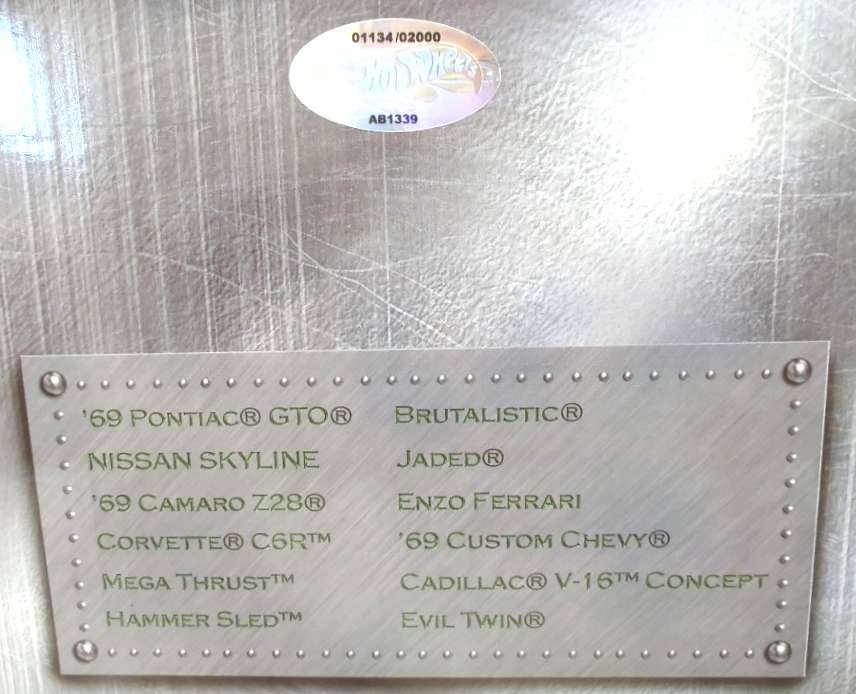 01134/02000
HOT WHEELS
AB1339
'69 PONTIAC® GTO®
NISSAN SKYLINE
'69 CAMARO Z28®
CORVETTE® C6R™
MEGA THRUST™
HAMMER SLED™
BRUTALISTIC®
JADED®
ENZO FERRARI
'69 CUSTOM CHEVY®
CADILLAC® V-16™ CONCEPT
EVIL TWIN®